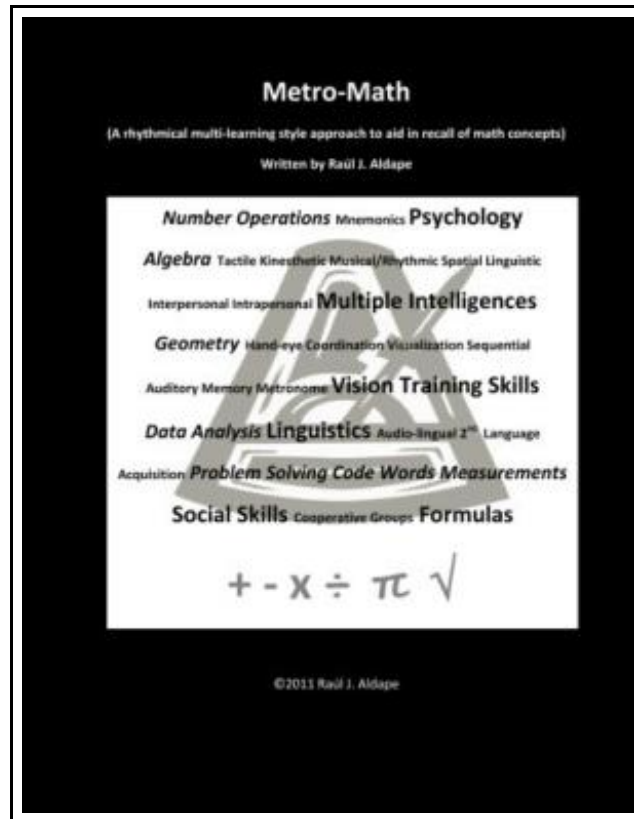 Metro-Math
(A rhythmical multi-learning style approach to aid in recall of math concepts)
Written by Raúl J. Aldape
Number Operations Mnemonics Psychology
Algebra Tactile Kinesthetic Musical/Rhythmic Spatial Linguistic
Interpersonal Intrapersonal Multiple Intelligences
Geometry Hand-eye Coordination Visualization Sequential
Auditory Memory Metronome Vision Training Skills
Data Analysis Linguistics Audio-lingual 2nd Language
Acquisition Problem Solving Code Words Measurements
Social Skills Cooperative Groups Formulas
+ - x ÷ π √
©2011 Raúl J. Aldape